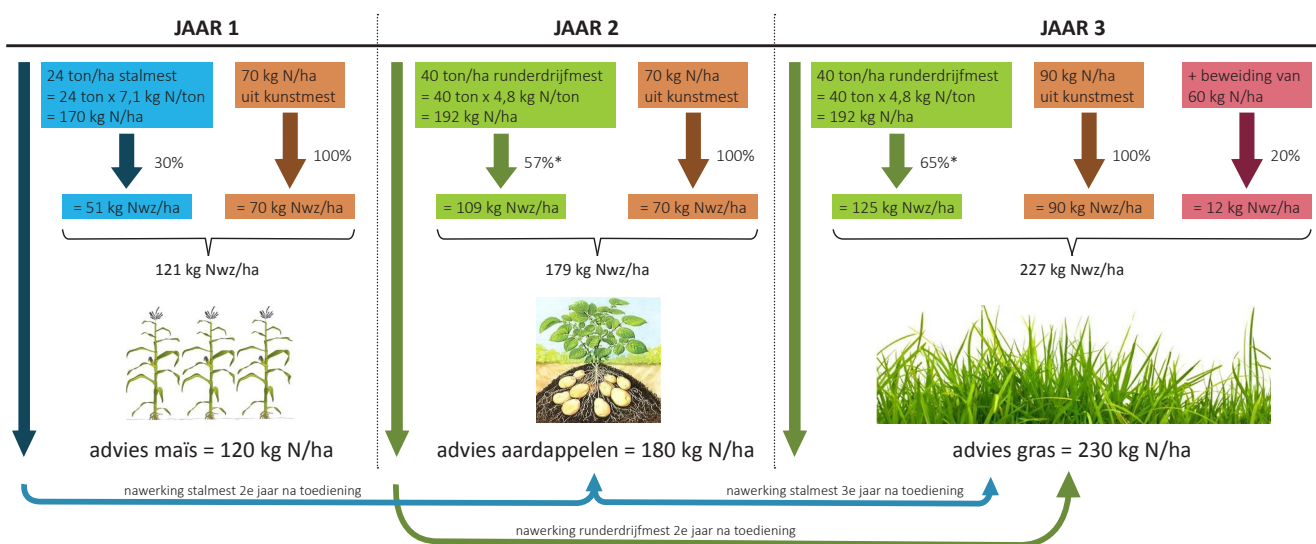 JAAR 1
24 ton/ha stalmest
= 24 ton x 7,1 kg N/ton
= 170 kg N/ha
70 kg N/ha
uit kunstmest
30%
100%
= 51 kg Nwz/ha
= 70 kg Nwz/ha
121 kg Nwz/ha
advies maïs = 120 kg N/ha
JAAR 2
40 ton/ha runderdrijfmest
= 40 ton x 4,8 kg N/ton
= 192 kg N/ha
70 kg N/ha
uit kunstmest
57%*
100%
= 109 kg Nwz/ha
= 70 kg Nwz/ha
179 kg Nwz/ha
advies aardappelen = 180 kg N/ha
JAAR 3
40 ton/ha runderdrijfmest
= 40 ton x 4,8 kg N/ton
= 192 kg N/ha
90 kg N/ha
uit kunstmest
+ beweiding van
60 kg N/ha
65%*
100%
20%
= 125 kg Nwz/ha
= 90 kg Nwz/ha
= 12 kg Nwz/ha
227 kg Nwz/ha
advies gras = 230 kg N/ha
nawerking stalmest 2e jaar na toediening
nawerking stalmest 3e jaar na toediening
nawerking runderdrijfmest 2e jaar na toediening